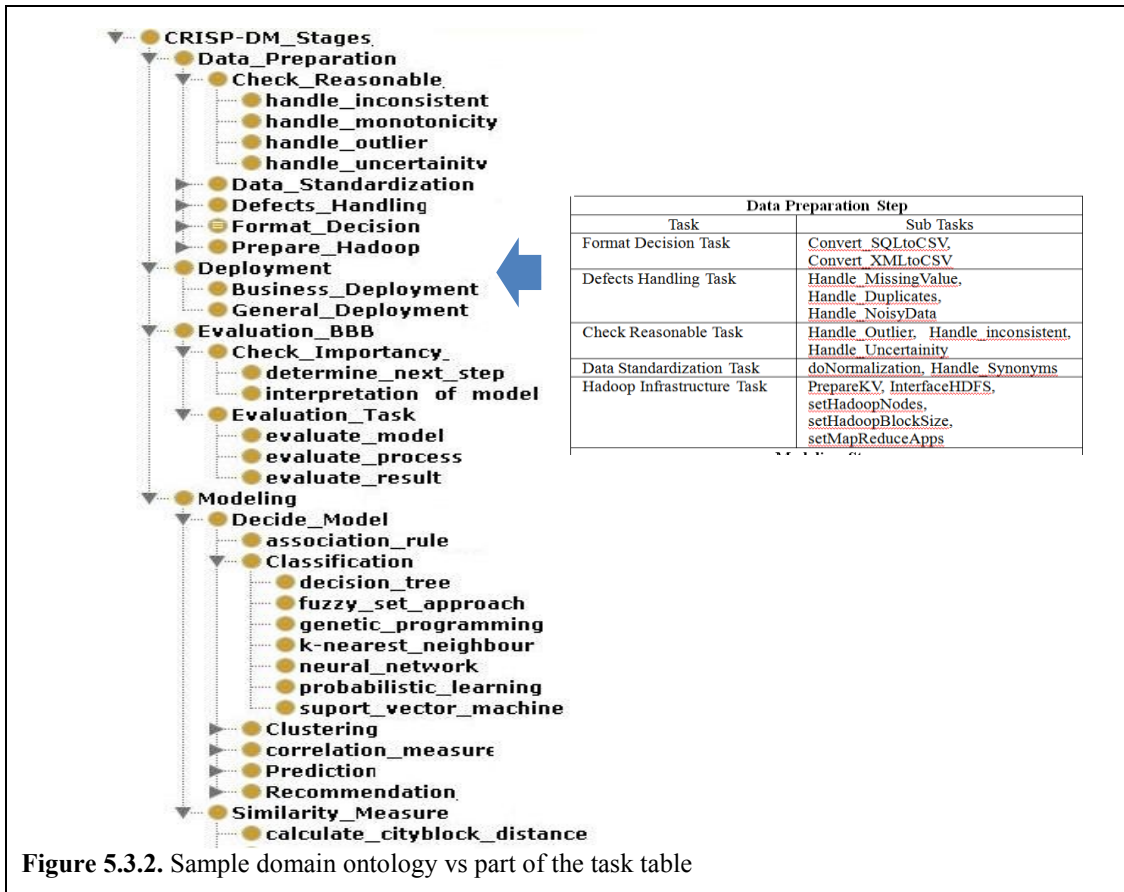 CRISP-DM_Stages
Data_Preparation
Check_Reasonable
handle_inconsistent
handle_monotonicity
handle_outlier
handle_uncertainity
Data_Standardization
Defects_Handling
Format_Decision
Prepare_Hadoop
Deployment
Business_Deployment
General_Deployment
Evaluation_BBB
Check_Importancy
determine_next_step
interpretation_of_model
Evaluation_Task
evaluate_model
evaluate_process
evaluate_result
Modeling
Decide_Model
association_rule
Classification
decision_tree
fuzzy_set_approach
genetic_programming
k-nearest_neighbour
neural_network
probabilistic_learning
suport_vector_machine
Clustering
correlation_measure
Prediction
Recommendation
Similarity_Measure
calculate_cityblock_distance
Data Preparation Step
Task Sub Tasks
Format Decision Task Convert_SQLtoCSV,
Convert_XMLtoCSV
Defects Handling Task Handle_MissingValue,
Handle_Duplicates,
Handle_NoisyData
Check Reasonable Task Handle_Outlier, Handle_inconsistent,
Handle_Uncertainity
Data Standardization Task doNormalization, Handle_Synonyms
Hadoop Infrastructure Task PrepareKV, InterfaceHDFS,
setHadoopNodes,
setHadoopBlockSize,
setMapReduceApps
Figure 5.3.2. Sample domain ontology vs part of the task table